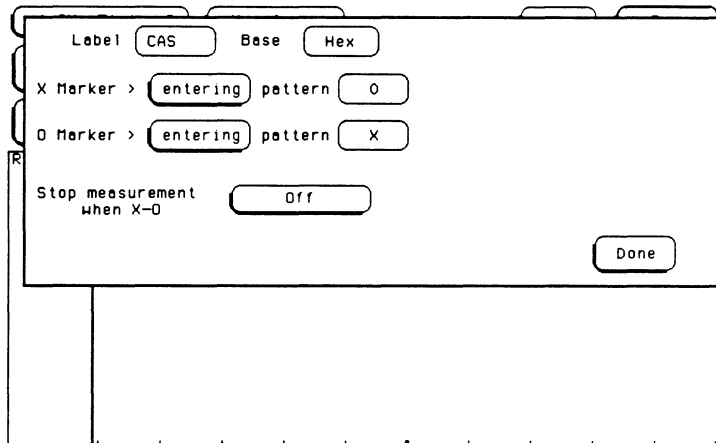 Label CAS Base Hex
X Marker > entering pattern 0
O Marker > entering pattern X
R
Stop measurement Off
when X-O
Done